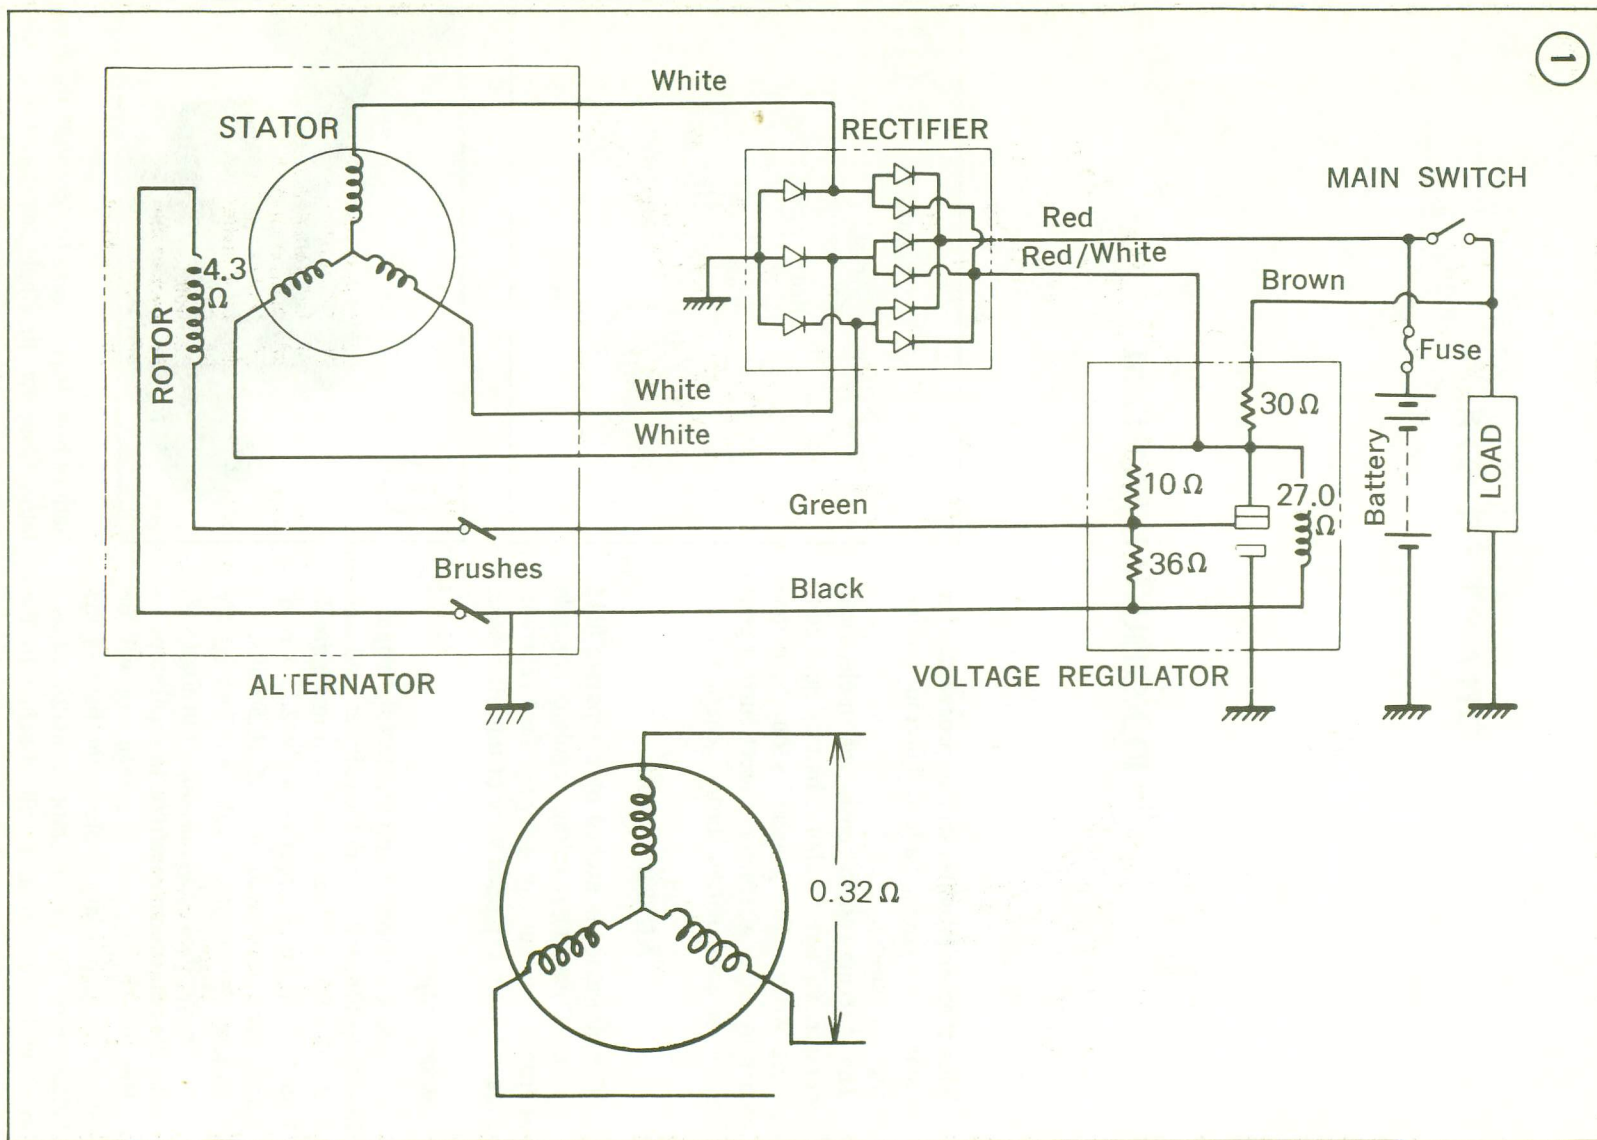 1
White
STATOR
RECTIFIER
MAIN SWITCH
Red
Red/White
4.3
Ω
Brown
ROTOR
Fuse
White
30Ω
White
Battery
LOAD
10Ω
27.0
Ω
Green
36Ω
Brushes
Black
ALTERNATOR
VOLTAGE REGULATOR
0.32Ω